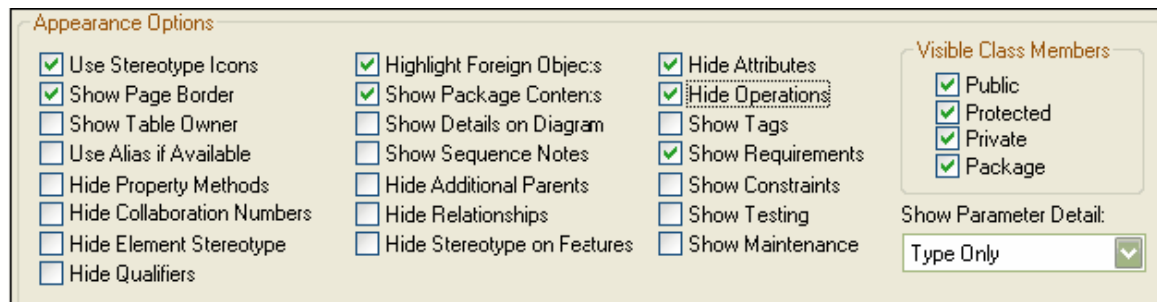 Appearance Options
Use Stereotype Icons
Show Page Border
Show Table Owner
Use Alias if Available
Hide Property Methods
Hide Collaboration Numbers
Hide Element Stereotype
Hide Qualifiers
Highlight Foreign Objec:s
Show Package Conten:s
Show Details on Diagram
Show Sequence Notes
Hide Additional Parents
Hide Relationships
Hide Stereotype on Features
Hide Attributes
Hide Operations
Show Tags
Show Requirements
Show Constraints
Show Testing
Show Maintenance
Visible Class Members
Public
Protected
Private
Package
Show Parameter Detail:
Type Only